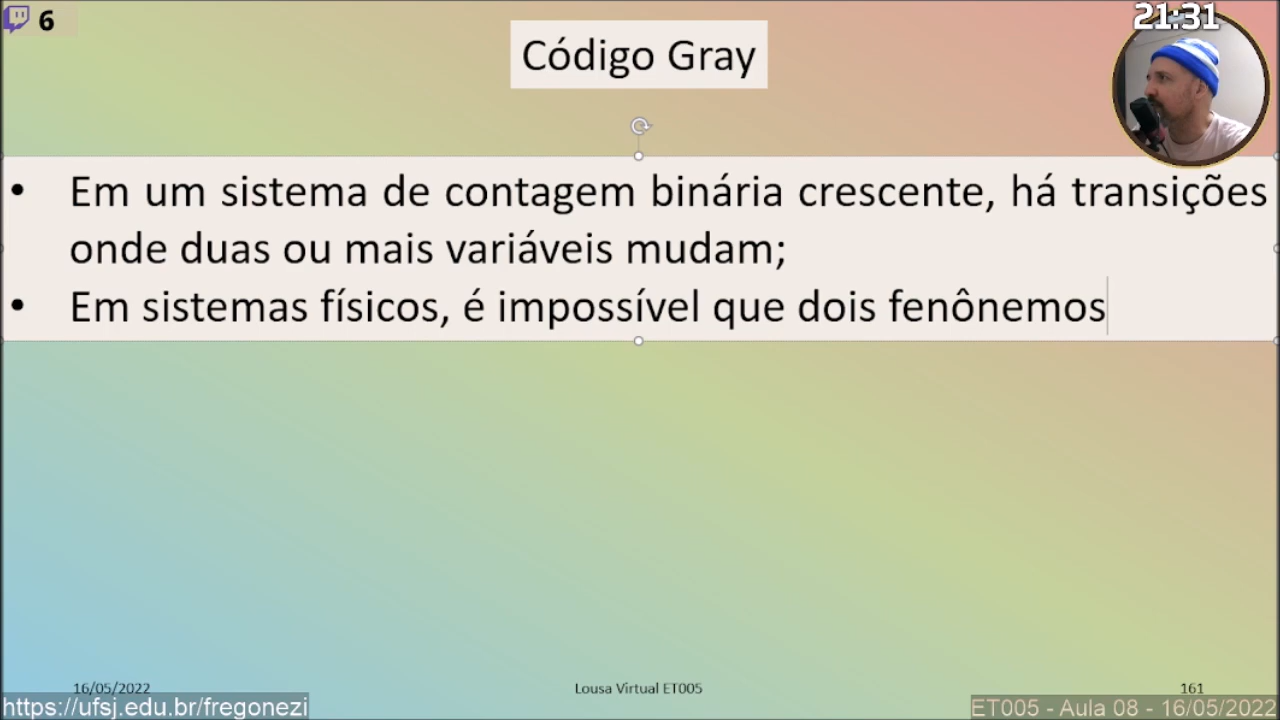 6
21:31
Código Gray
• Em um sistema de contagem binária crescente, há transições
onde duas ou mais variáveis mudam;
• Em sistemas físicos, é impossível que dois fenônemos
16/05/2022
Lousa Virtual ET005
161
https://ufsj.edu.br/fregonezi
ET005 - Aula 08 - 16/05/2022